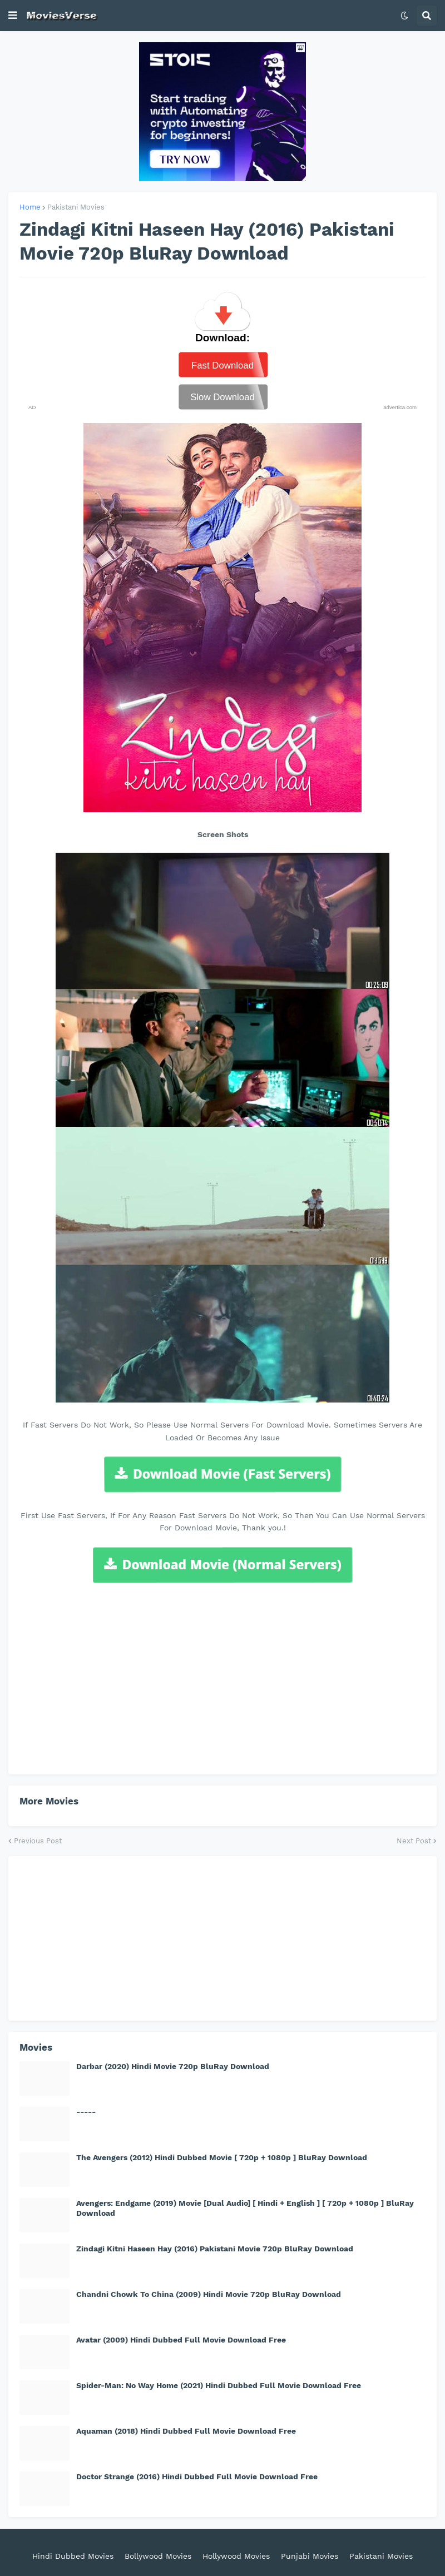 MoviesVerse
STOIC
Start trading
with Automating
crypto investing
for beginners!
TRY NOW
Home › Pakistani Movies
Zindagi Kitni Haseen Hay (2016) Pakistani
Movie 720p BluRay Download
Download:
Fast Download
Slow Download
AD
advertica.com
Zindagi
kitni haseen hay
Screen Shots
00:25:09
00:50:14
01:15:19
01:40:24
If Fast Servers Do Not Work, So Please Use Normal Servers For Download Movie. Sometimes Servers Are
Loaded Or Becomes Any Issue
Download Movie (Fast Servers)
First Use Fast Servers, If For Any Reason Fast Servers Do Not Work, So Then You Can Use Normal Servers
For Download Movie, Thank you.!
Download Movie (Normal Servers)
More Movies
‹ Previous Post
Next Post ›
Movies
Darbar (2020) Hindi Movie 720p BluRay Download
-----
The Avengers (2012) Hindi Dubbed Movie [ 720p + 1080p ] BluRay Download
Avengers: Endgame (2019) Movie [Dual Audio] [ Hindi + English ] [ 720p + 1080p ] BluRay
Download
Zindagi Kitni Haseen Hay (2016) Pakistani Movie 720p BluRay Download
Chandni Chowk To China (2009) Hindi Movie 720p BluRay Download
Avatar (2009) Hindi Dubbed Full Movie Download Free
Spider-Man: No Way Home (2021) Hindi Dubbed Full Movie Download Free
Aquaman (2018) Hindi Dubbed Full Movie Download Free
Doctor Strange (2016) Hindi Dubbed Full Movie Download Free
Hindi Dubbed Movies Bollywood Movies Hollywood Movies Punjabi Movies Pakistani Movies